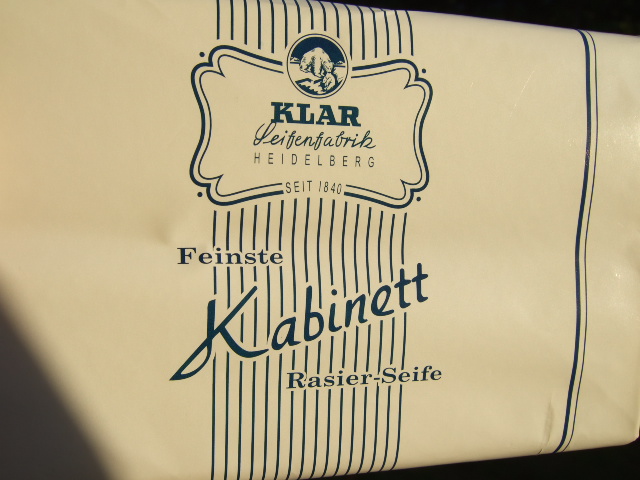 KLAR
Seifenfabrik
HEIDELBERG
SEIT 1840
Feinste
Kabinett
Rasier-Seife